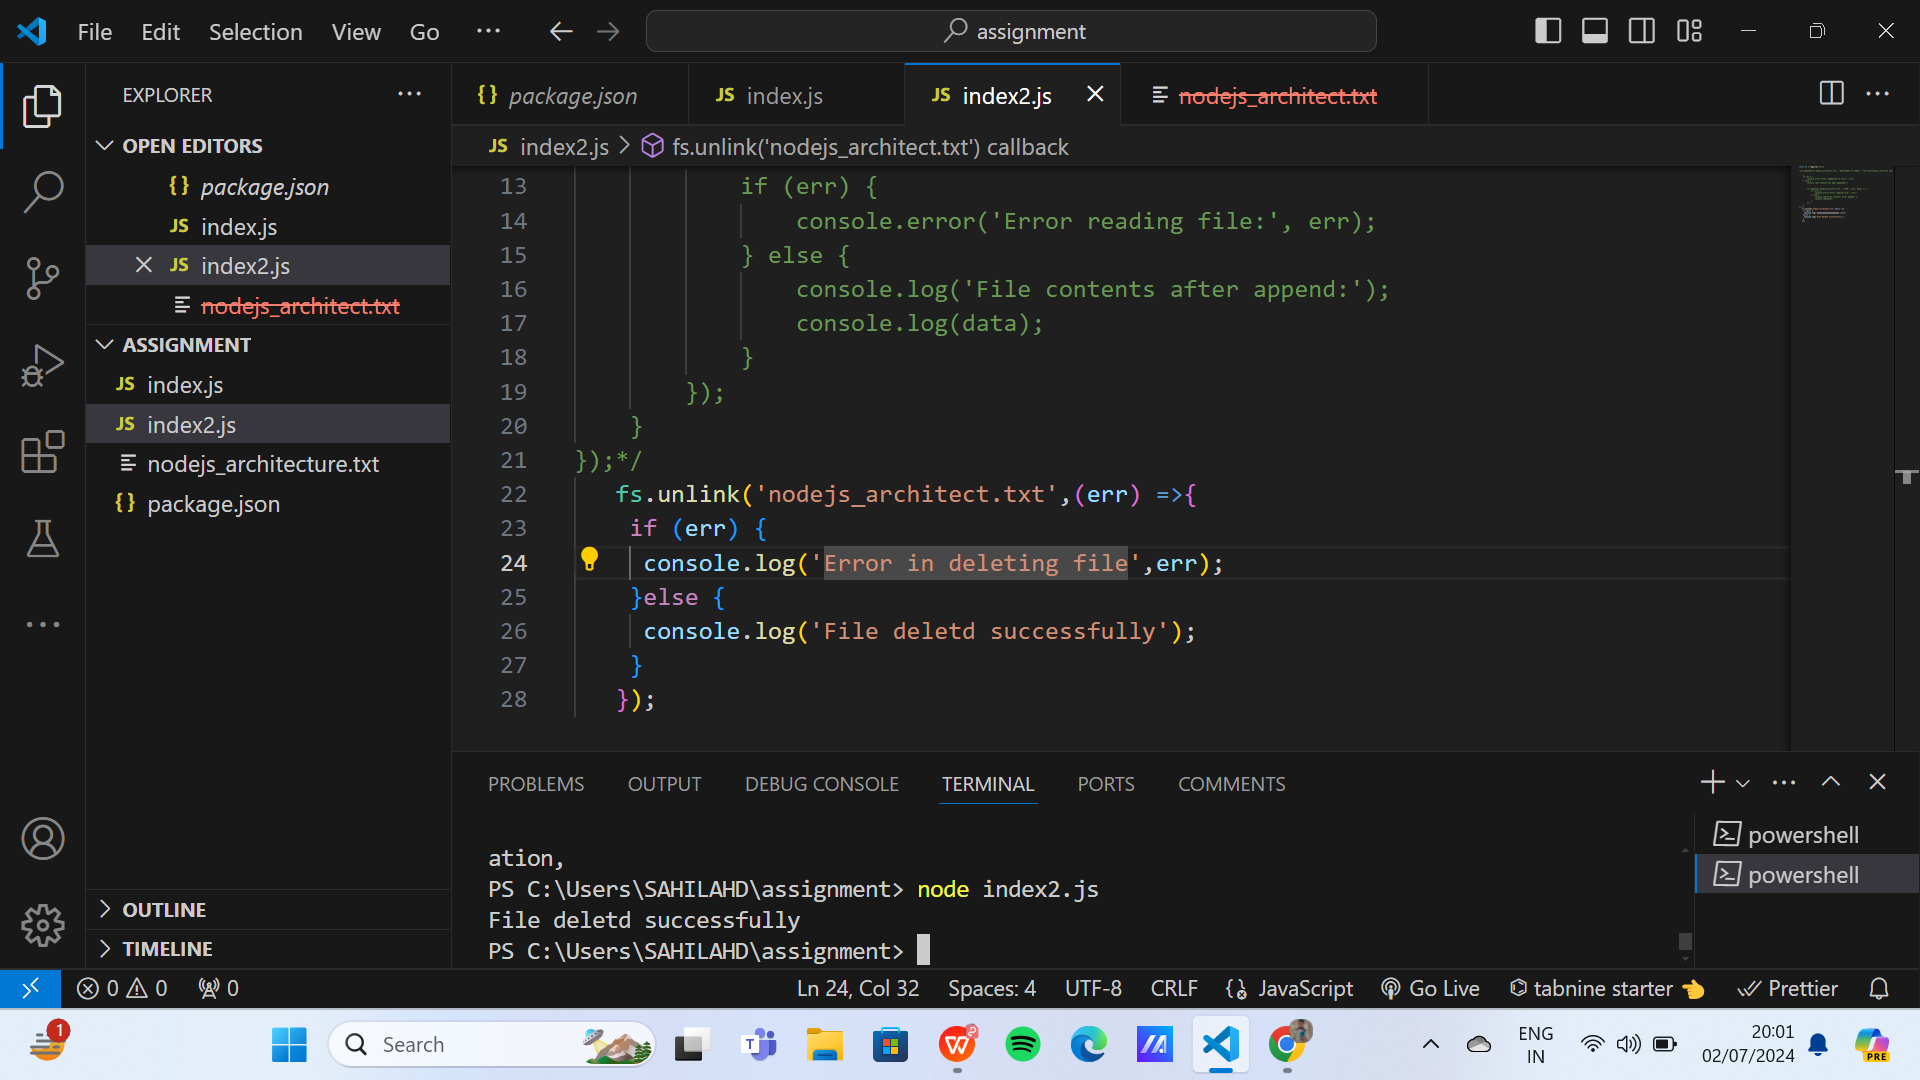 File Edit Selection View Go ... assignment
EXPLORER ...
OPEN EDITORS
{} package.json
JS index.js
JS index2.js
nodejs_architect.txt
ASSIGNMENT
JS index.js
JS index2.js
nodejs_architecture.txt
{} package.json
OUTLINE
TIMELINE
{} package.json JS index.js JS index2.js nodejs_architect.txt
JS index2.js > fs.unlink('nodejs_architect.txt') callback
13 if (err) {
14 console.error('Error reading file:', err);
15 } else {
16 console.log('File contents after append:');
17 console.log(data);
18 }
19 });
20 }
21 });*/
22 fs.unlink('nodejs_architect.txt',(err) =>{
23 if (err) {
24 console.log('Error in deleting file',err);
25 }else {
26 console.log('File deletd successfully');
27 }
28 });
PROBLEMS OUTPUT DEBUG CONSOLE TERMINAL PORTS COMMENTS
ation,
PS C:\Users\SAHILAHD\assignment> node index2.js
File deletd successfully
PS C:\Users\SAHILAHD\assignment>
powershell
powershell
0 0 0 Ln 24, Col 32 Spaces: 4 UTF-8 CRLF {} JavaScript Go Live tabnine starter Prettier
1 Search ENG 20:01
IN 02/07/2024 PRE